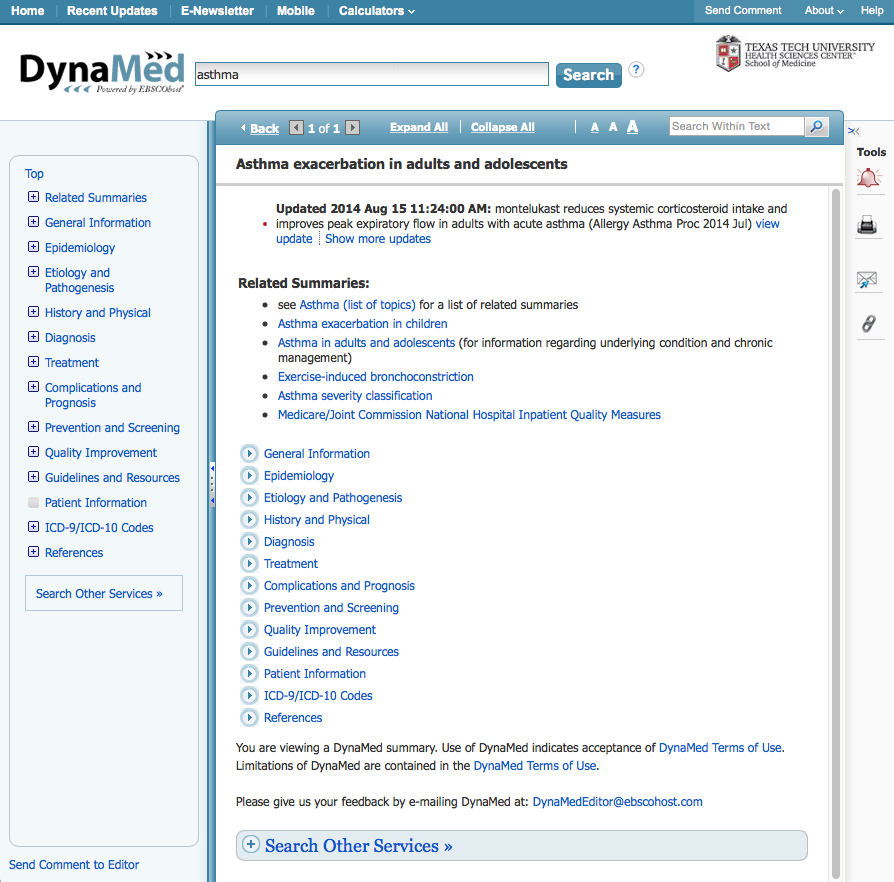 Home Recent Updates E-Newsletter Mobile Calculators Send Comment About Help
DynaMed
Powered by EBSCOhost®
asthma
Search
?
TEXAS TECH UNIVERSITY
HEALTH SCIENCES CENTER
School of Medicine
Back 1 of 1 Expand All Collapse All A A A Search Within Text
Tools
Top
Related Summaries
General Information
Epidemiology
Etiology and
Pathogenesis
History and Physical
Diagnosis
Treatment
Complications and
Prognosis
Prevention and Screening
Quality Improvement
Guidelines and Resources
Patient Information
ICD-9/ICD-10 Codes
References
Search Other Services »
Send Comment to Editor
Asthma exacerbation in adults and adolescents
Updated 2014 Aug 15 11:24:00 AM: montelukast reduces systemic corticosteroid intake and
improves peak expiratory flow in adults with acute asthma (Allergy Asthma Proc 2014 Jul) view
update Show more updates
Related Summaries:
see Asthma (list of topics) for a list of related summaries
Asthma exacerbation in children
Asthma in adults and adolescents (for information regarding underlying condition and chronic
management)
Exercise-induced bronchoconstriction
Asthma severity classification
Medicare/Joint Commission National Hospital Inpatient Quality Measures
General Information
Epidemiology
Etiology and Pathogenesis
History and Physical
Diagnosis
Treatment
Complications and Prognosis
Prevention and Screening
Quality Improvement
Guidelines and Resources
Patient Information
ICD-9/ICD-10 Codes
References
You are viewing a DynaMed summary. Use of DynaMed indicates acceptance of DynaMed Terms of Use.
Limitations of DynaMed are contained in the DynaMed Terms of Use.
Please give us your feedback by e-mailing DynaMed at: DynaMedEditor@ebscohost.com
Search Other Services »